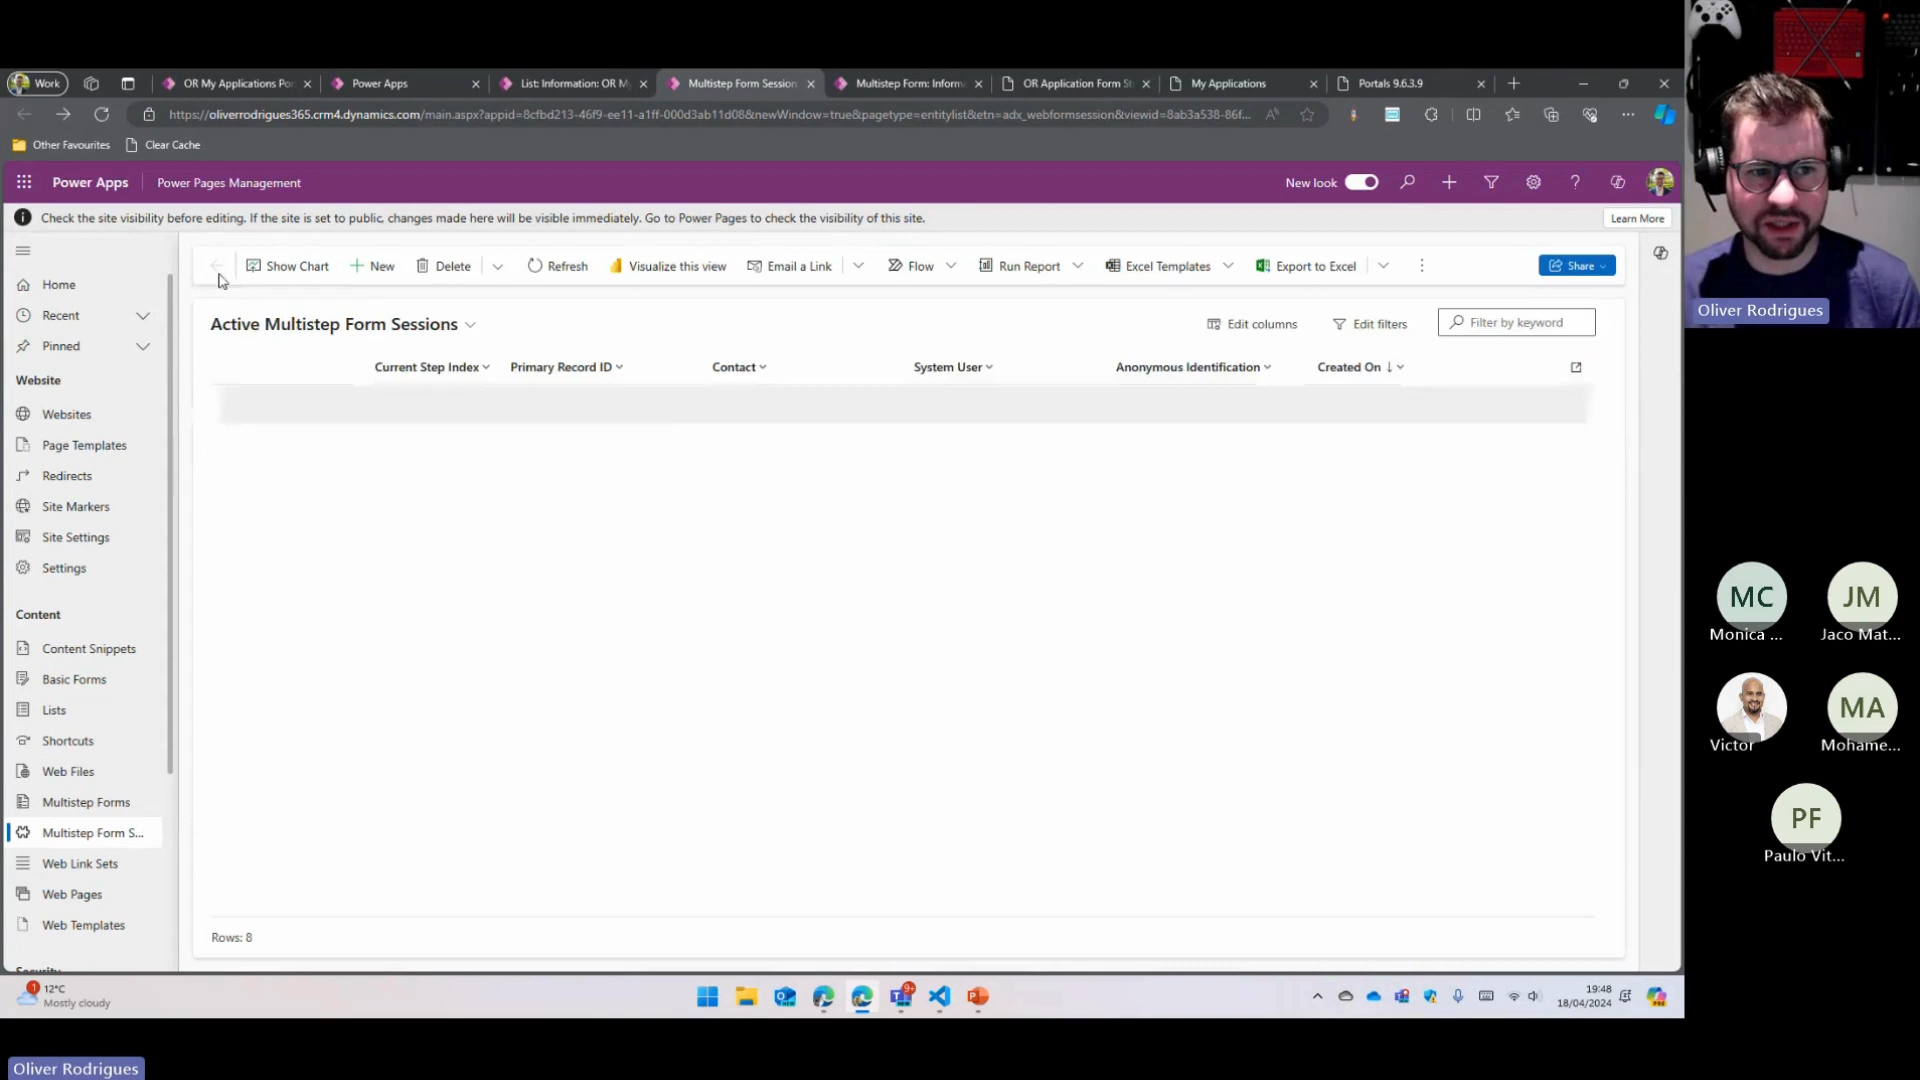 Work
OR My Applications Por
Power Apps
List: Information: OR M
Multistep Form Session
Multistep Form: Inform
OR Application Form St
My Applications
Portals 9.6.3.9
https://oliverrodrigues365.crm4.dynamics.com/main.aspx?appid=8cfbd213-46f9-ee11-a1ff-000d3ab11d08&newWindow=true&pagetype=entitylist&etn=adx_webformsession&viewid=8ab3a538-86f...
Other Favourites
Clear Cache
Power Apps
Power Pages Management
New look
Check the site visibility before editing. If the site is set to public, changes made here will be visible immediately. Go to Power Pages to check the visibility of this site.
Learn More
Show Chart
New
Delete
Refresh
Visualize this view
Email a Link
Flow
Run Report
Excel Templates
Export to Excel
Share
Active Multistep Form Sessions
Edit columns
Edit filters
Filter by keyword
Current Step Index
Primary Record ID
Contact
System User
Anonymous Identification
Created On
Home
Recent
Pinned
Website
Websites
Page Templates
Redirects
Site Markers
Site Settings
Settings
Content
Content Snippets
Basic Forms
Lists
Shortcuts
Web Files
Multistep Forms
Multistep Form S...
Web Link Sets
Web Pages
Web Templates
Security
Rows: 8
1
12°C
Mostly cloudy
9+
19:48
18/04/2024
PRE
Oliver Rodrigues
MC
Monica ...
JM
Jaco Mat...
Victor
MA
Mohame...
PF
Paulo Vit...
Oliver Rodrigues